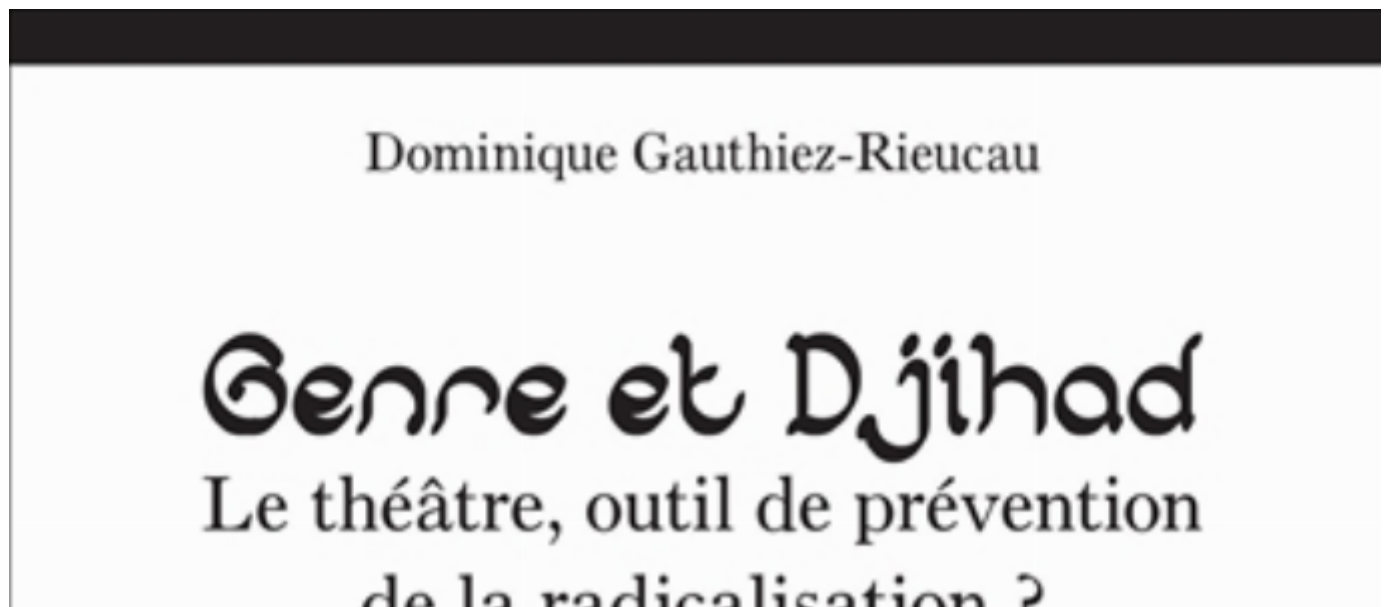 Dominique Gauthiez-Rieucau
Genre et Djihad
Le théâtre, outil de prévention
de la radicalisation ?